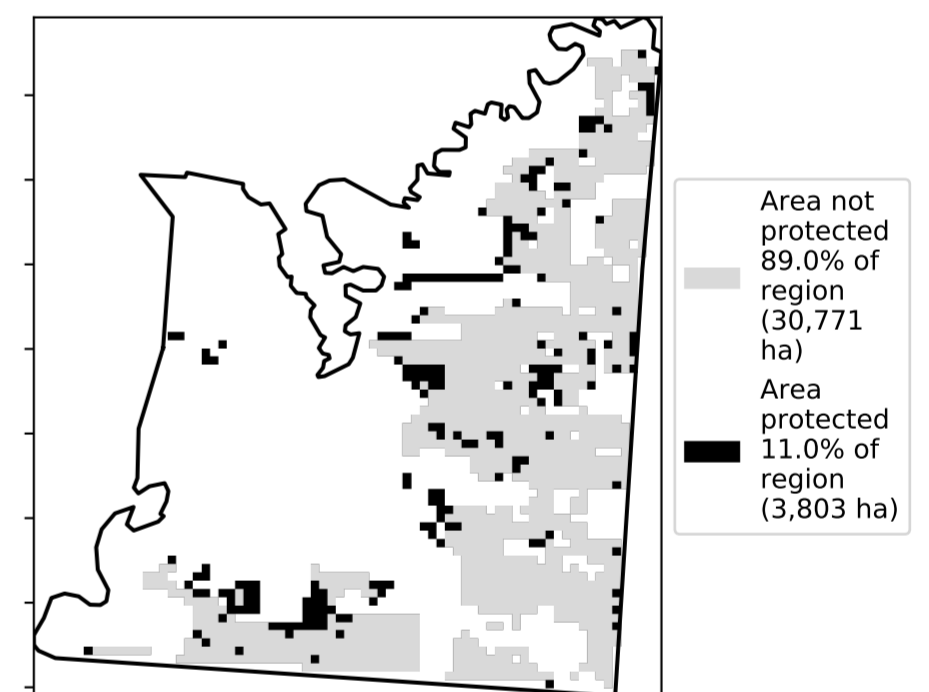 Area not
protected
89.0% of
region
(30,771
ha)
Area
protected
11.0% of
region
(3,803 ha)